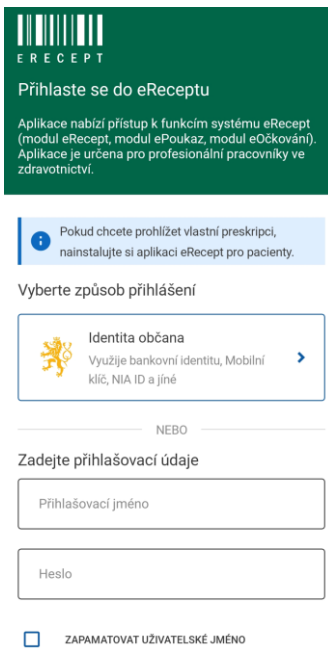 ERECEPT
Přihlaste se do eReceptu
Aplikace nabízí přístup k funkcím systému eRecept
(modul eRecept, modul ePoukaz, modul eOčkování).
Aplikace je určena pro profesionální pracovníky ve
zdravotnictví.
Pokud chcete prohlížet vlastní preskripci,
nainstalujte si aplikaci eRecept pro pacienty.
Vyberte způsob přihlášení
Identita občana
Využije bankovní identitu, Mobilní
klíč, NIA ID a jiné
NEBO
Zadejte přihlašovací údaje
Přihlašovací jméno
Heslo
ZAPAMATOVAT UŽIVATELSKÉ JMÉNO